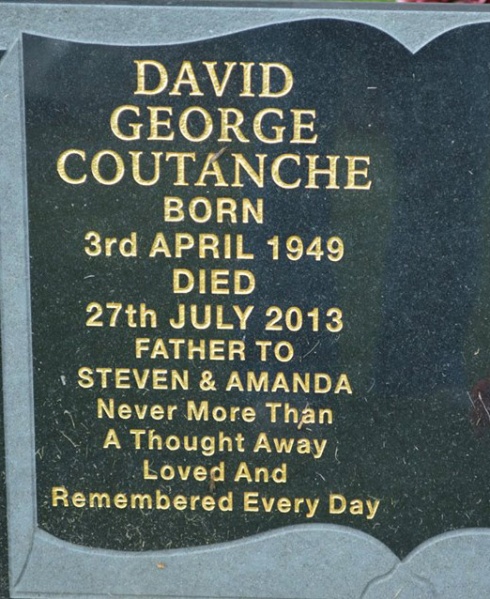 DAVID
GEORGE
COUTANCHE
BORN
3rd APRIL 1949
DIED
27th JULY 2013
FATHER TO
STEVEN & AMANDA
Never More Than
A Thought Away
Loved And
Remembered Every Day